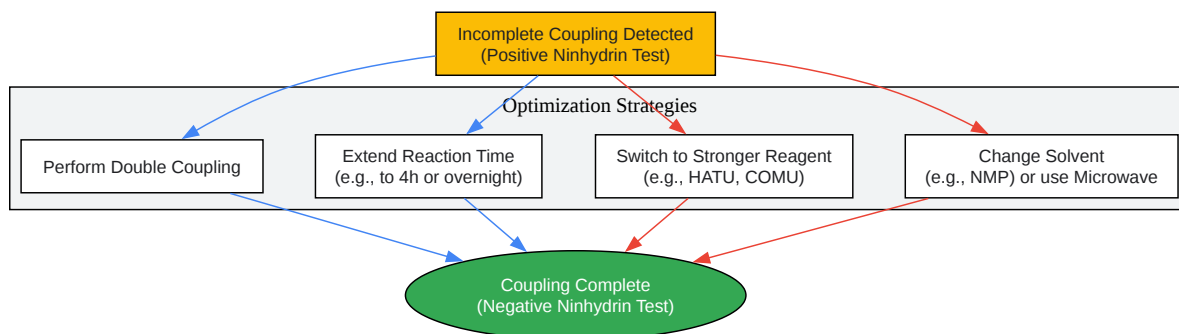 Incomplete Coupling Detected
(Positive Ninhydrin Test)
Optimization Strategies
Perform Double Coupling
Extend Reaction Time
(e.g., to 4h or overnight)
Switch to Stronger Reagent
(e.g., HATU, COMU)
Change Solvent
(e.g., NMP) or use Microwave
Coupling Complete
(Negative Ninhydrin Test)